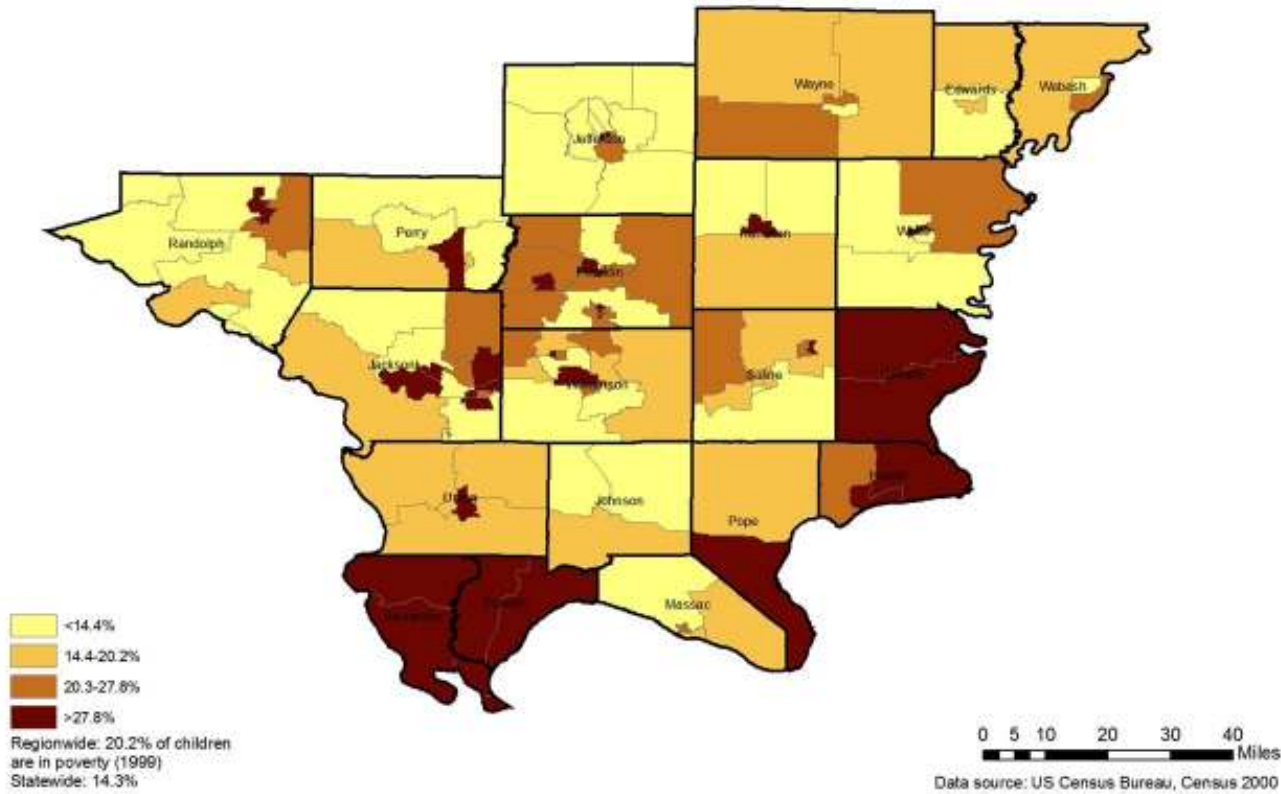 Wayne
Edwards
Wabash
Jefferson
Randolph
Perry
Hamilton
White
Franklin
Jackson
Williamson
Saline
Union
Johnson
Pope
Hardin
Massac
<14.4%
14.4-20.2%
20.3-27.8%
>27.8%
Regionwide: 20.2% of children
are in poverty (1999)
Statewide: 14.3%
0 5 10 20 30 40
Miles
Data source: US Census Bureau, Census 2000